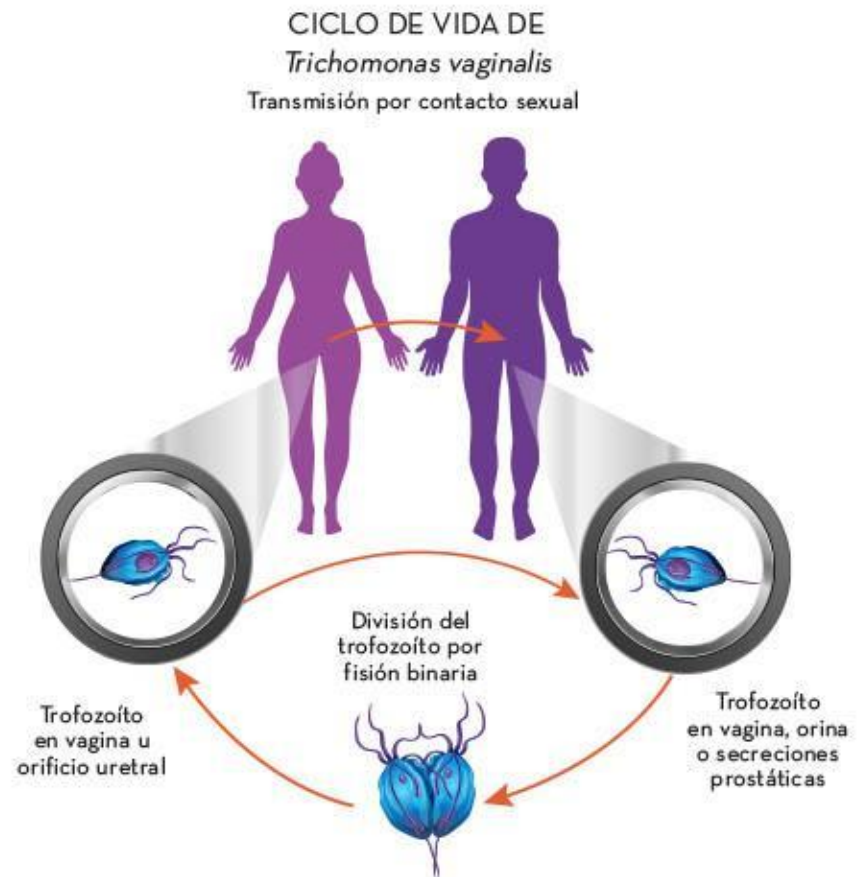 CICLO DE VIDA DE
Trichomonas vaginalis
Transmisión por contacto sexual
División del
trofozoíto por
fisión binaria
Trofozoíto
en vagina u
orificio uretral
Trofozoíto
en vagina, orina
o secreciones
prostáticas